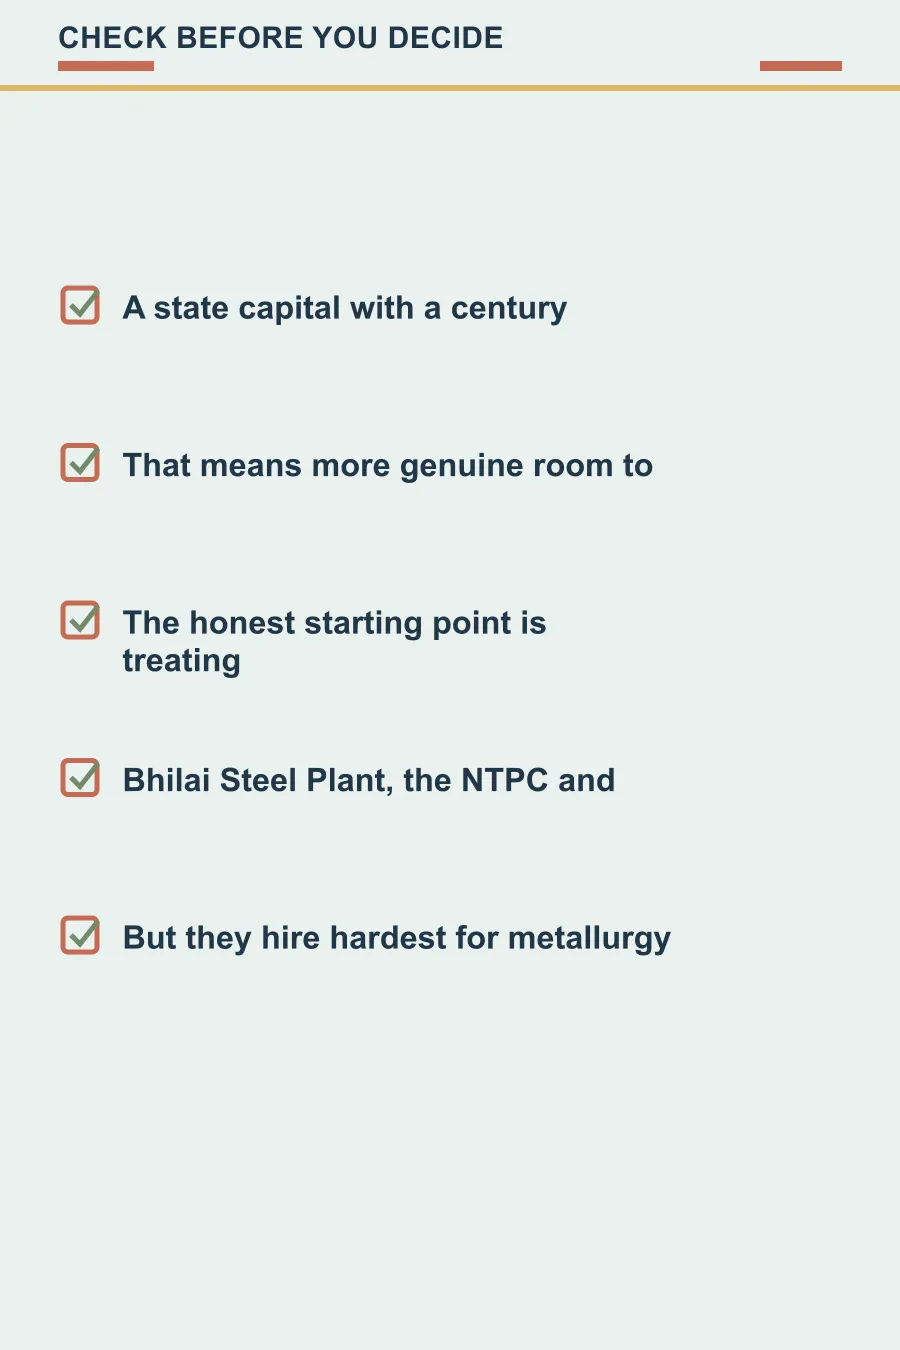 CHECK BEFORE YOU DECIDE
A state capital with a century
That means more genuine room to
The honest starting point is
treating
Bhilai Steel Plant, the NTPC and
But they hire hardest for metallurgy